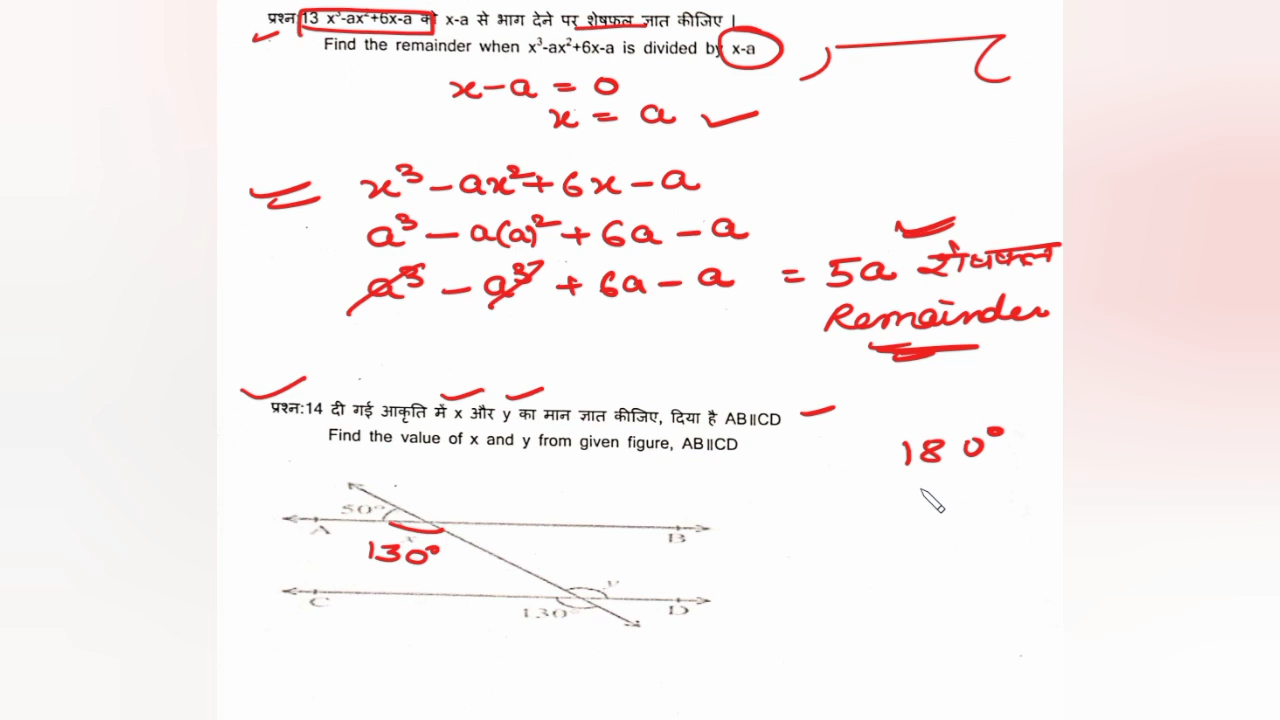 प्रश्न:13 x³-ax²+6x-a को x-a से भाग देने पर शेषफल ज्ञात कीजिए |
Find the remainder when x³-ax²+6x-a is divided by x-a
x-a = 0
x = a
x³-ax²+6x-a
a³-a(a)²+6a-a
a³-a³+6a-a = 5a शेषफल
Remainder
प्रश्न:14 दी गई आकृति में x और y का मान ज्ञात कीजिए, दिया है AB॥CD
Find the value of x and y from given figure, AB॥CD
180°
50°
A
B
x
130°
y
C
130°
D